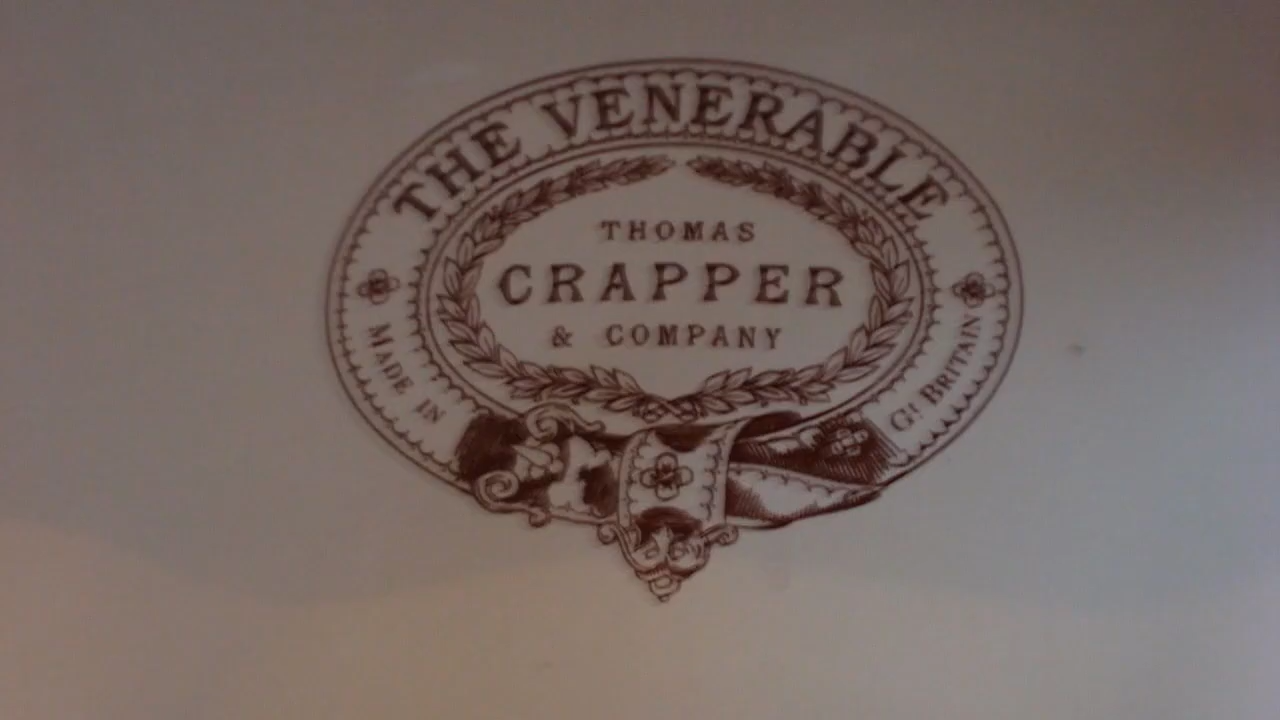 THE VENERABLE
THOMAS
CRAPPER
& COMPANY
MADE IN
Gt. BRITAIN